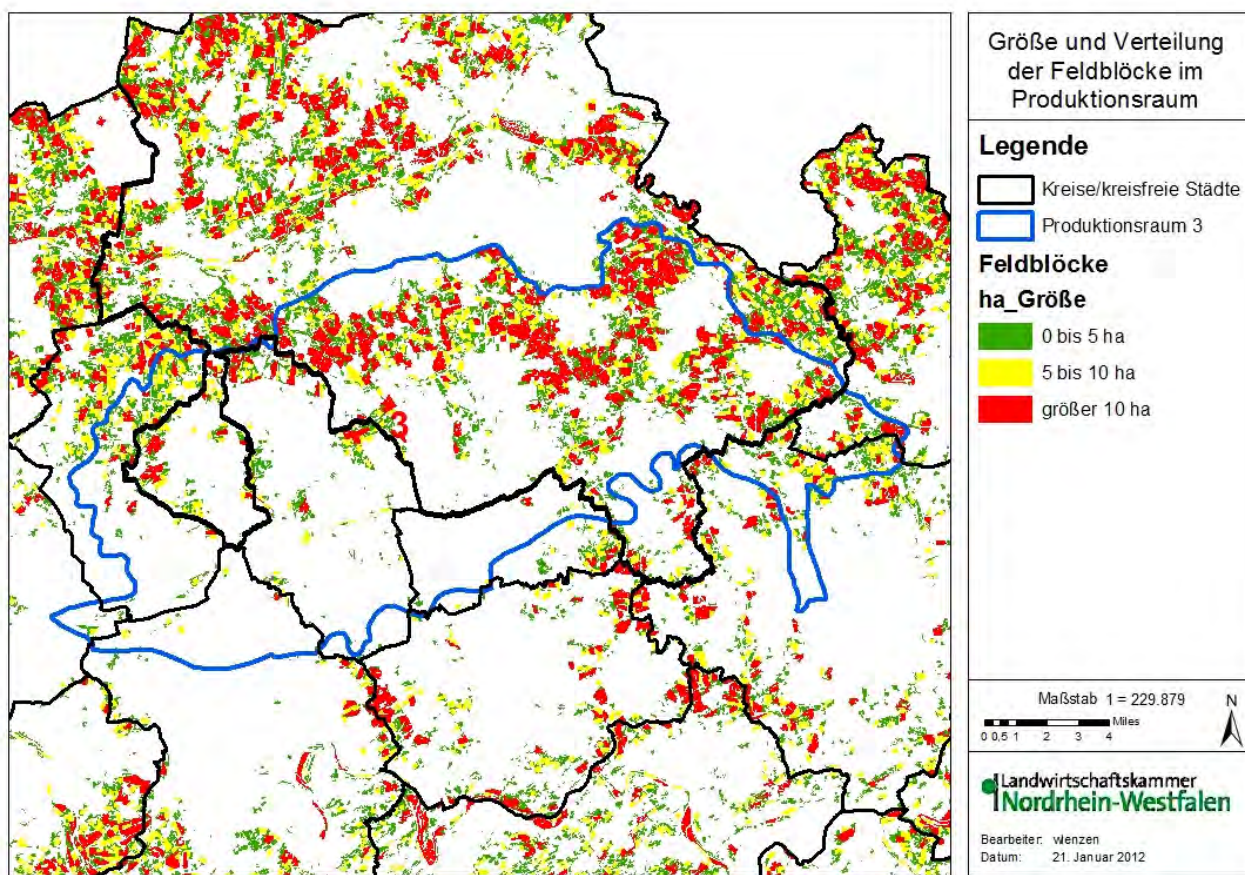 Größe und Verteilung
der Feldblöcke im
Produktionsraum
Legende
Kreise/kreisfreie Städte
Produktionsraum 3
Feldblöcke
ha_Größe
0 bis 5 ha
5 bis 10 ha
größer 10 ha
3
Maßstab 1 = 229.879
N
Miles
0 0,5 1 2 3 4
Landwirtschaftskammer
Nordrhein-Westfalen
Bearbeiter: wienzen
Datum: 21. Januar 2012